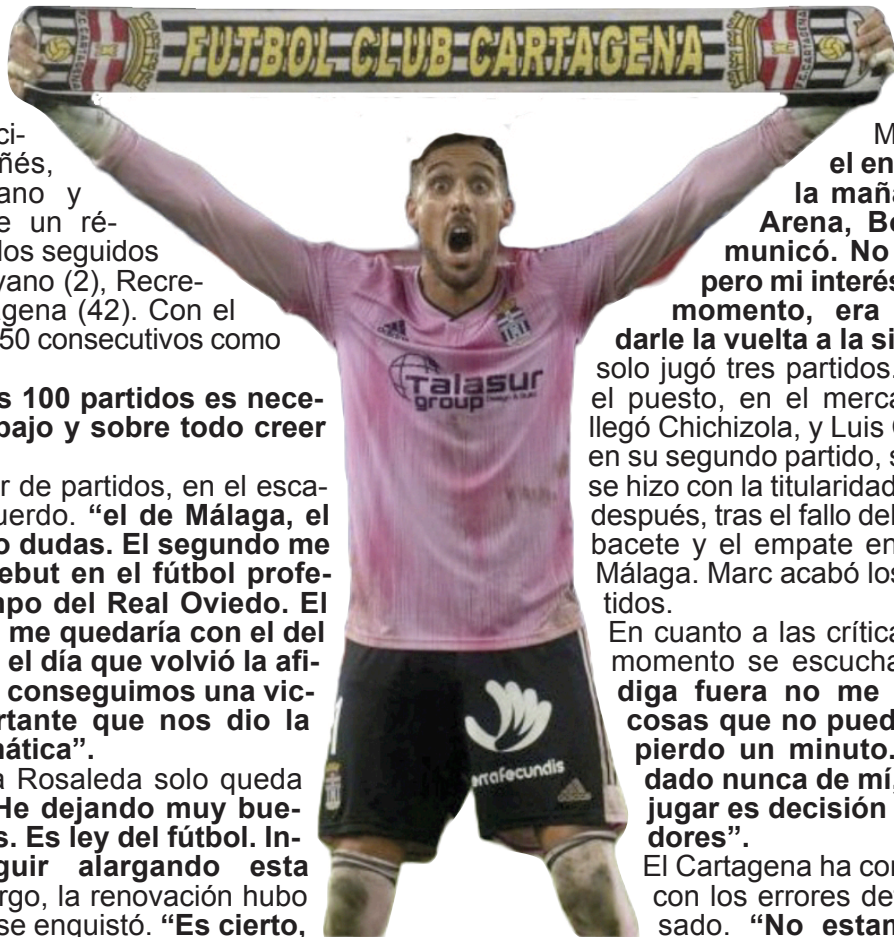 FUTBOL CLUB CARTAGENA
F.C. CARTAGENA
F.C. CARTAGENA
ci-
ñés,
ano y
e un ré-
los seguidos
yano (2), Recre-
gena (42). Con el
50 consecutivos como
s 100 partidos es nece-
bajo y sobre todo creer
r de partidos, en el esca-
uerdo. “el de Málaga, el
o dudas. El segundo me
ebut en el fútbol profe-
mpo del Real Oviedo. El
me quedaría con el del
el día que volvió la afi-
conseguimos una vic-
rtante que nos dio la
mática”.
a Rosaleda solo queda
He dejando muy bue-
s. Es ley del fútbol. In-
guir alargando esta
rgo, la renovación hubo
se enquistó. “Es cierto,
Talasur
group
errafecundis
M
el en
la maña
Arena, Bo
municó. No
pero mi interés
momento, era
darle la vuelta a la si
solo jugó tres partidos.
el puesto, en el merca
llegó Chichizola, y Luis
en su segundo partido, s
se hizo con la titularidad
después, tras el fallo del
bacete y el empate en
Málaga. Marc acabó los
tidos.
En cuanto a las crítica
momento se escucha
diga fuera no me
cosas que no pued
pierdo un minuto.
dado nunca de mí,
jugar es decisión
dores”.
El Cartagena ha con
con los errores de
sado. “No estan